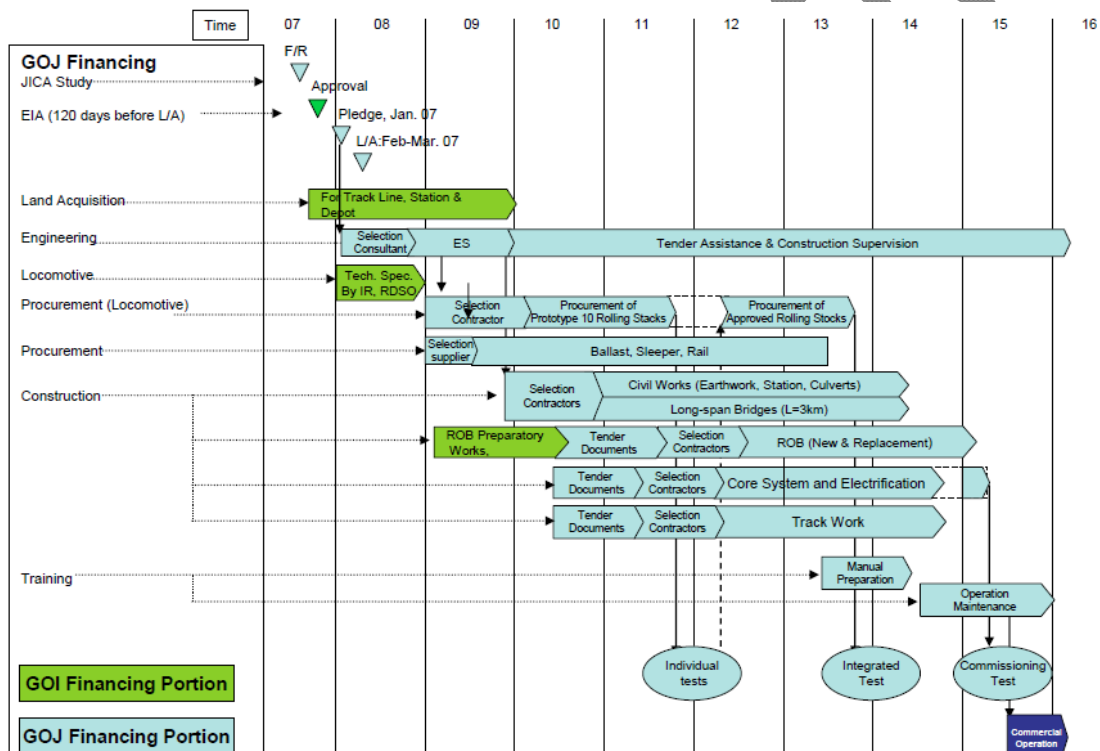 Time 07 08 09 10 11 12 13 14 15 16
GOJ Financing
F/R
JICA Study
Approval
EIA (120 days before L/A)
Pledge, Jan. 07
L/A:Feb-Mar. 07
Land Acquisition
For Track Line, Station &
Depot
Engineering
Selection
Consultant
ES
Tender Assistance & Construction Supervision
Locomotive
Tech. Spec.
By IR, RDSO
Procurement (Locomotive)
Selection
Contractor
Procurement of
Prototype 10 Rolling Stacks
Procurement of
Approved Rolling Stocks
Procurement
Selection
supplier
Ballast, Sleeper, Rail
Construction
Selection
Contractors
Civil Works (Earthwork, Station, Culverts)
Long-span Bridges (L=3km)
ROB Preparatory
Works,
Tender
Documents
Selection
Contractors
ROB (New & Replacement)
Tender
Documents
Selection
Contractors
Core System and Electrification
Tender
Documents
Selection
Contractors
Track Work
Training
Manual
Preparation
Operation
Maintenance
Individual
tests
Integrated
Test
Commissioning
Test
GOI Financing Portion
GOJ Financing Portion
Commercial
Operation